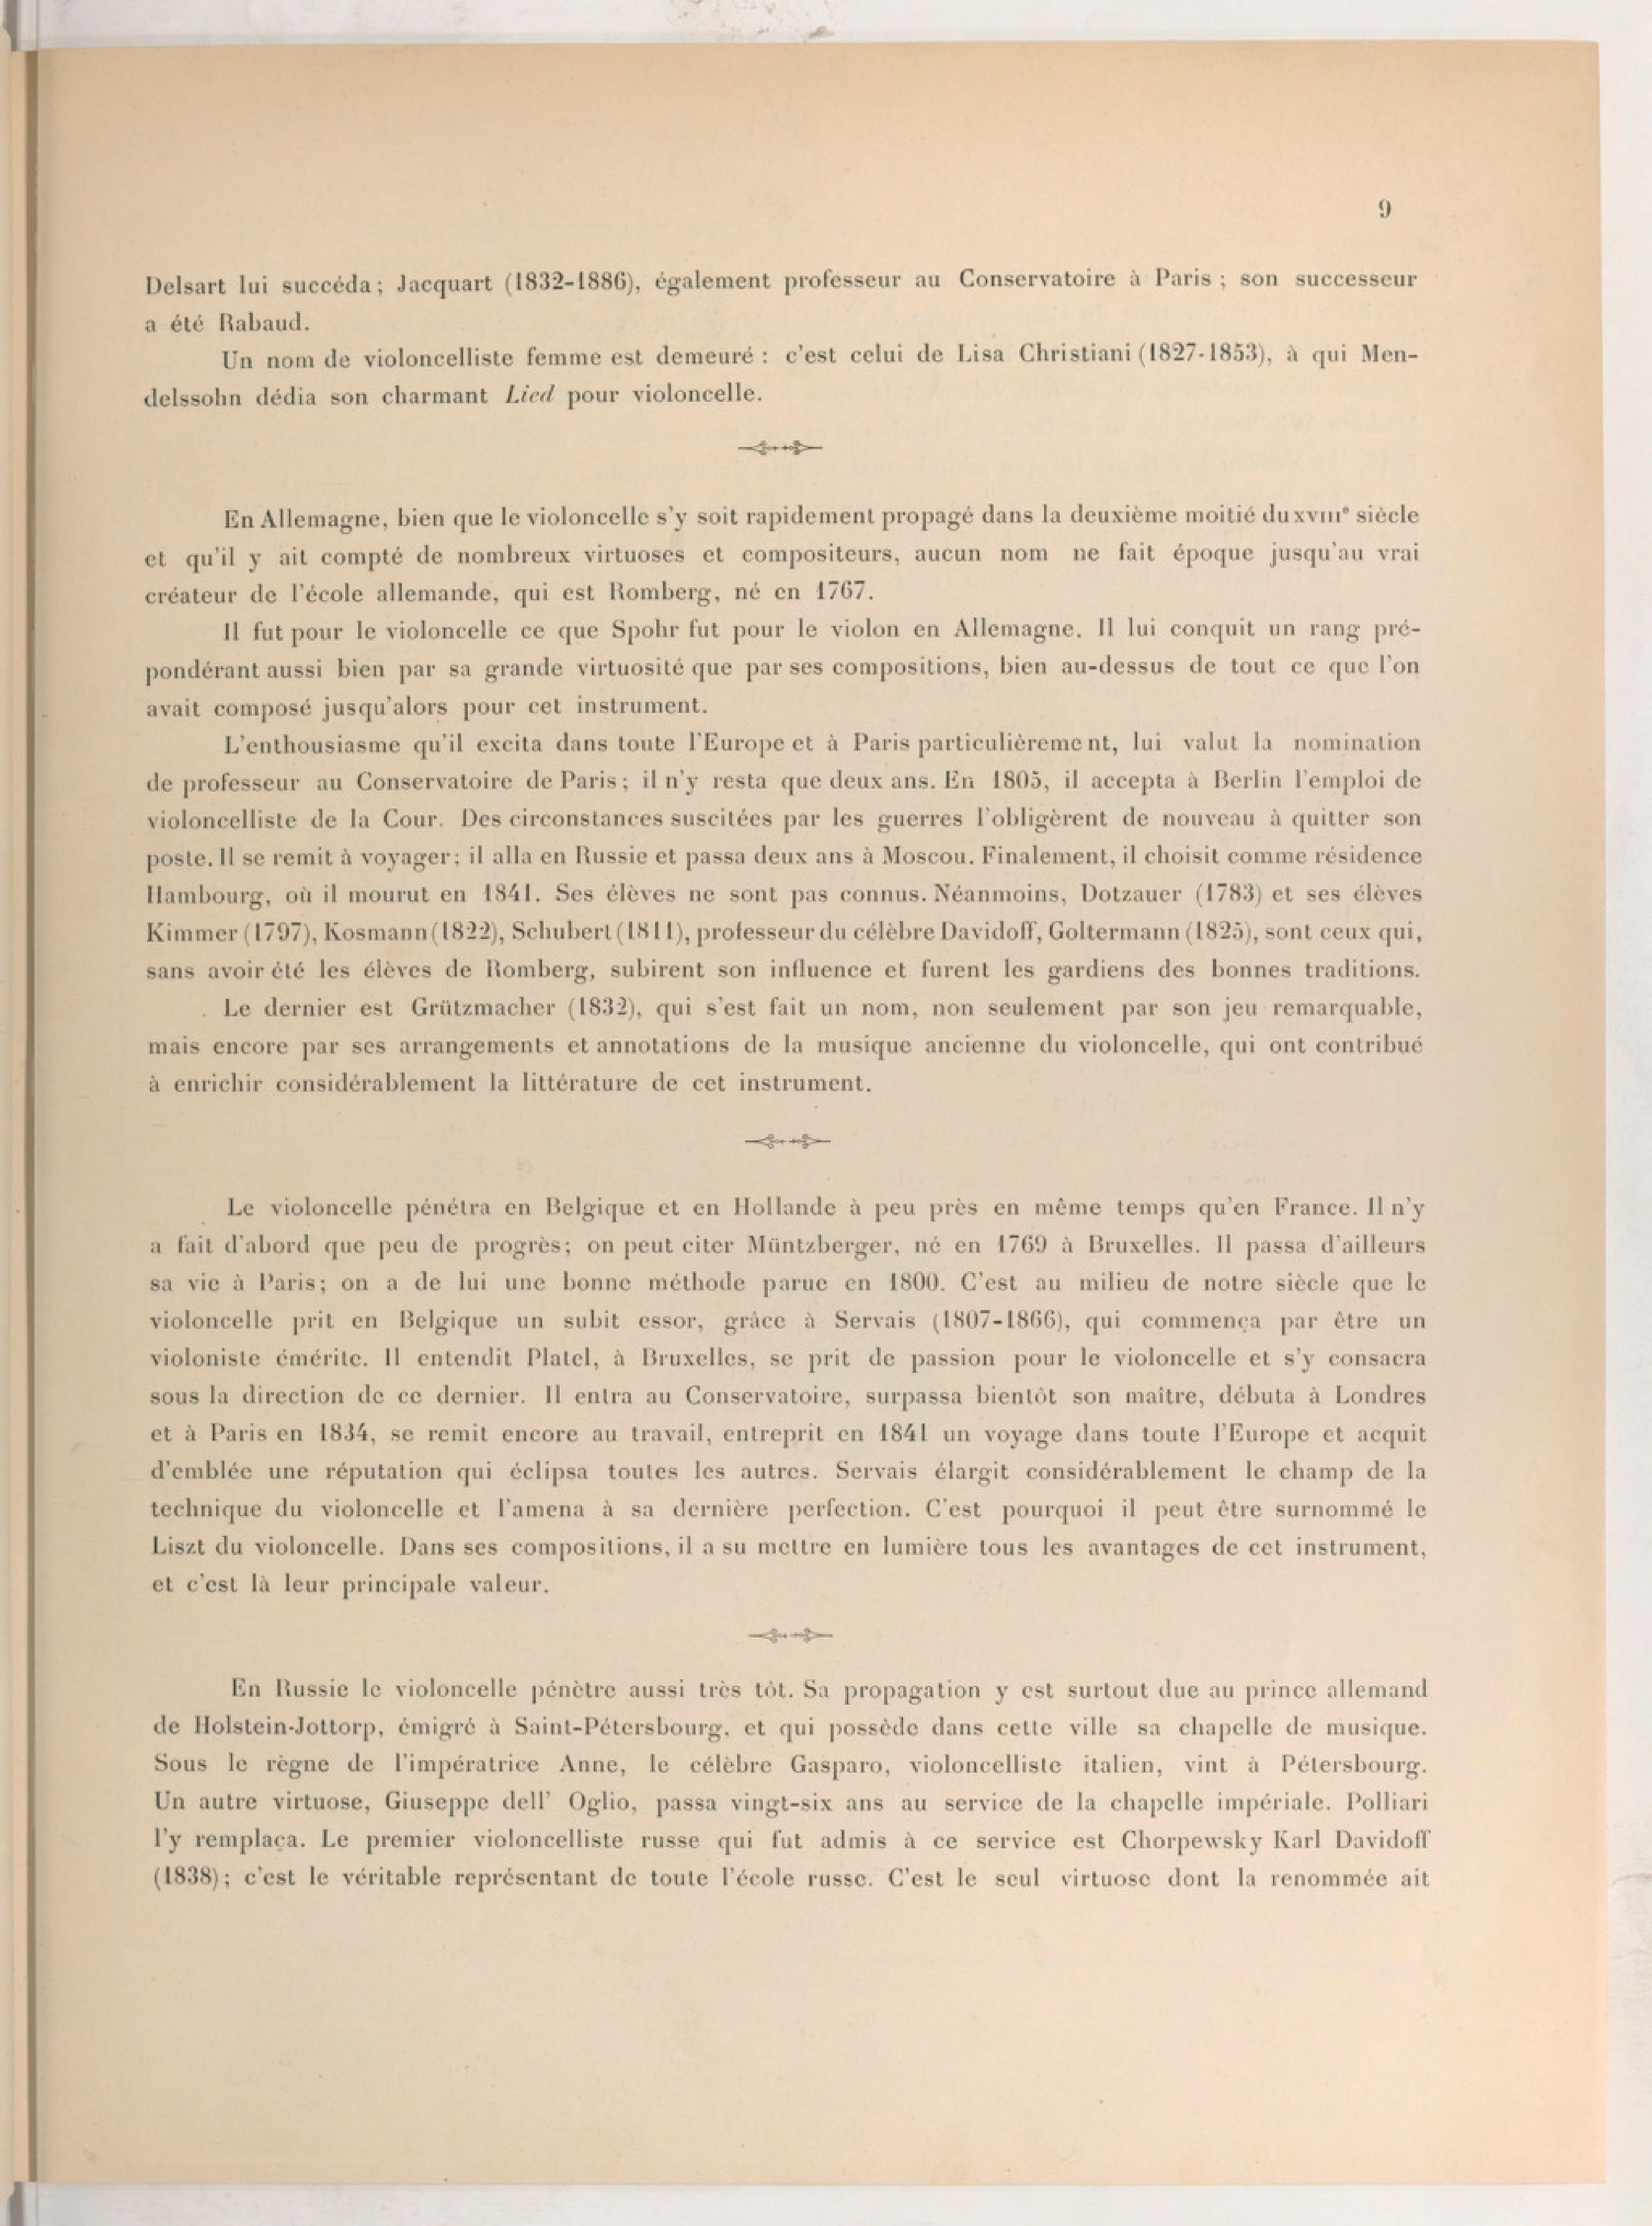 9
Delsart lui succéda; Jacquart (1832-1886), également professeur au Conservatoire à Paris ; son successeur
a été Rabaud.
Un nom de violoncelliste femme est demeuré : c'est celui de Lisa Christiani (1827-1853), à qui Men-
delssohn dédia son charmant Lied pour violoncelle.
En Allemagne, bien que le violoncelle s'y soit rapidement propagé dans la deuxième moitié du XVIIIe siècle
et qu'il y ait compté de nombreux virtuoses et compositeurs, aucun nom ne fait époque jusqu'au vrai
créateur de l'école allemande, qui est Romberg, né en 1767.
Il fut pour le violoncelle ce que Spohr fut pour le violon en Allemagne. Il lui conquit un rang pré-
pondérant aussi bien par sa grande virtuosité que par ses compositions, bien au-dessus de tout ce que l'on
avait composé jusqu'alors pour cet instrument.
L'enthousiasme qu'il excita dans toute l'Europe et à Paris particulièrement, lui valut la nomination
de professeur au Conservatoire de Paris; il n'y resta que deux ans. En 1805, il accepta à Berlin l'emploi de
violoncelliste de la Cour. Des circonstances suscitées par les guerres l'obligèrent de nouveau à quitter son
poste. Il se remit à voyager; il alla en Russie et passa deux ans à Moscou. Finalement, il choisit comme résidence
Hambourg, où il mourut en 1841. Ses élèves ne sont pas connus. Néanmoins, Dotzauer (1783) et ses élèves
Kimmer (1797), Kosmann (1822), Schubert (1811), professeur du célèbre Davidoff, Goltermann (1825), sont ceux qui,
sans avoir été les élèves de Romberg, subirent son influence et furent les gardiens des bonnes traditions.
Le dernier est Grützmacher (1832), qui s'est fait un nom, non seulement par son jeu remarquable,
mais encore par ses arrangements et annotations de la musique ancienne du violoncelle, qui ont contribué
à enrichir considérablement la littérature de cet instrument.
Le violoncelle pénétra en Belgique et en Hollande à peu près en même temps qu'en France. Il n'y
a fait d'abord que peu de progrès; on peut citer Müntzberger, né en 1769 à Bruxelles. Il passa d'ailleurs
sa vie à Paris; on a de lui une bonne méthode parue en 1800. C'est au milieu de notre siècle que le
violoncelle prit en Belgique un subit essor, grâce à Servais (1807-1866), qui commença par être un
violoniste émérite. Il entendit Platel, à Bruxelles, se prit de passion pour le violoncelle et s'y consacra
sous la direction de ce dernier. Il entra au Conservatoire, surpassa bientôt son maître, débuta à Londres
et à Paris en 1834, se remit encore au travail, entreprit en 1841 un voyage dans toute l'Europe et acquit
d'emblée une réputation qui éclipsa toutes les autres. Servais élargit considérablement le champ de la
technique du violoncelle et l'amena à sa dernière perfection. C'est pourquoi il peut être surnommé le
Liszt du violoncelle. Dans ses compositions, il a su mettre en lumière tous les avantages de cet instrument,
et c'est là leur principale valeur.
En Russie le violoncelle pénètre aussi très tôt. Sa propagation y est surtout due au prince allemand
de Holstein-Jottorp, émigré à Saint-Pétersbourg, et qui possède dans cette ville sa chapelle de musique.
Sous le règne de l'impératrice Anne, le célèbre Gasparo, violoncelliste italien, vint à Pétersbourg.
Un autre virtuose, Giuseppe dell' Oglio, passa vingt-six ans au service de la chapelle impériale. Polliari
l'y remplaça. Le premier violoncelliste russe qui fut admis à ce service est Chorpewsky Karl Davidoff
(1838); c'est le véritable représentant de toute l'école russe. C'est le seul virtuose dont la renommée ait